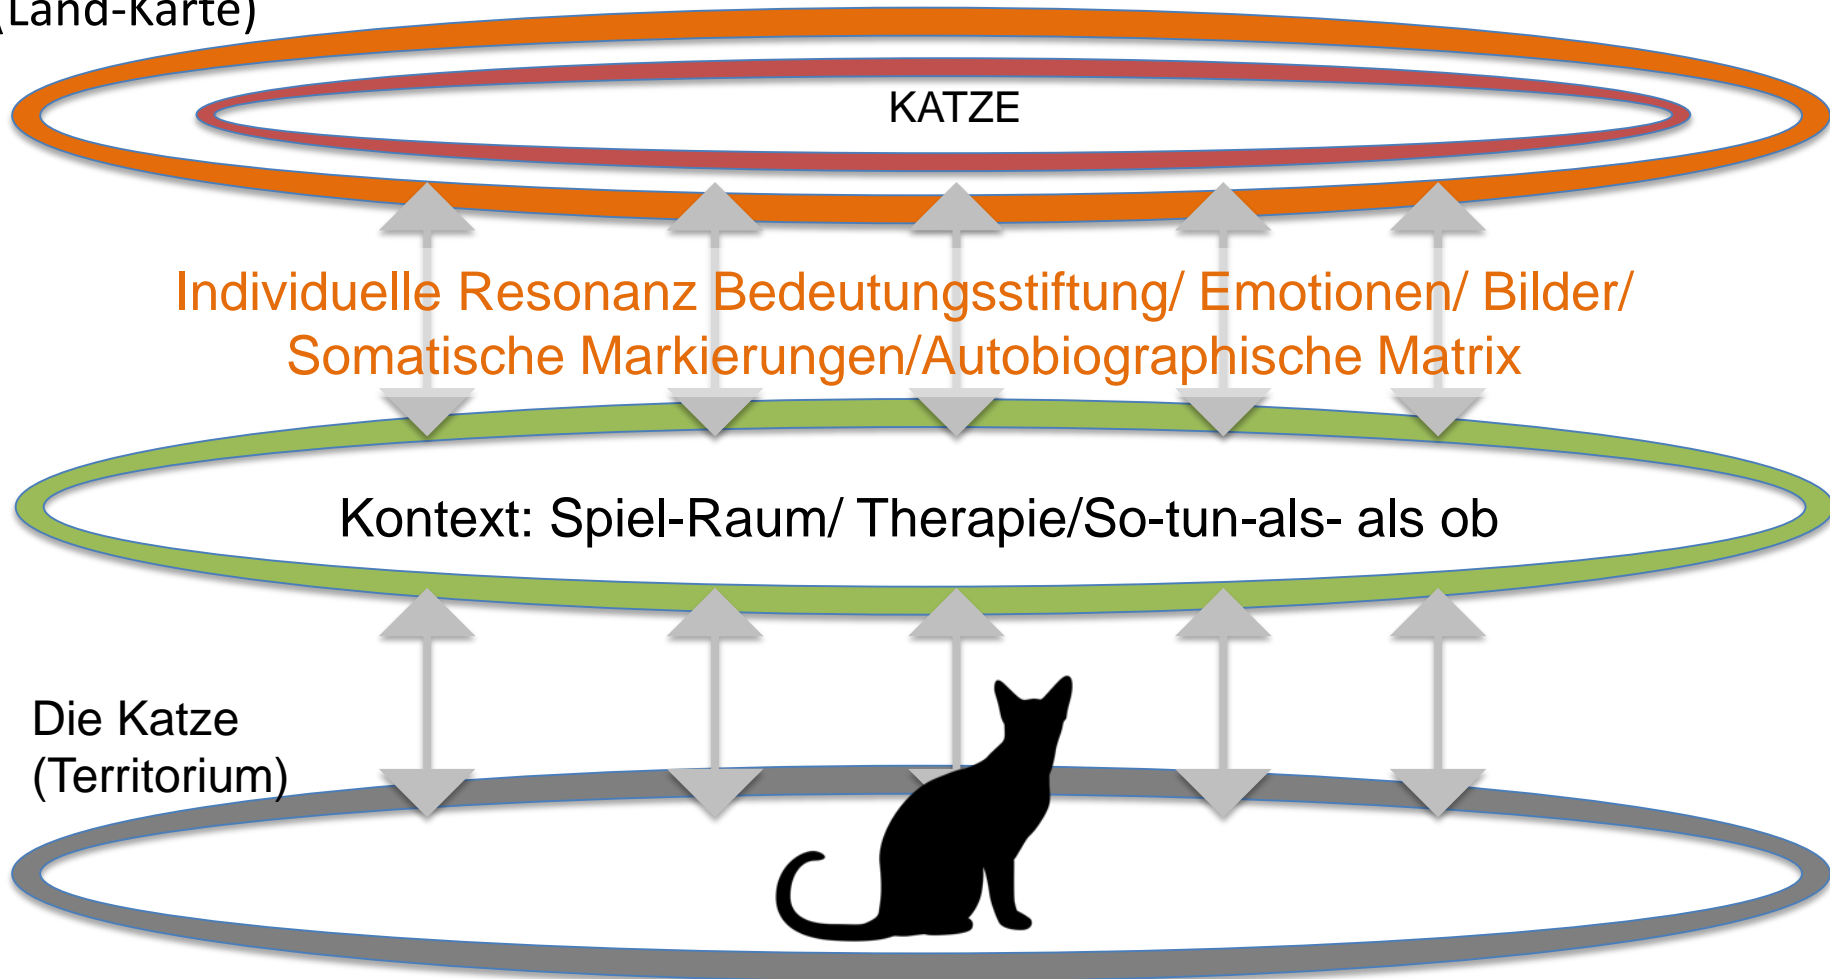 (Land-Karte)
KATZE
Individuelle Resonanz Bedeutungsstiftung/ Emotionen/ Bilder/
Somatische Markierungen/Autobiographische Matrix
Kontext: Spiel-Raum/ Therapie/So-tun-als- als ob
Die Katze
(Territorium)